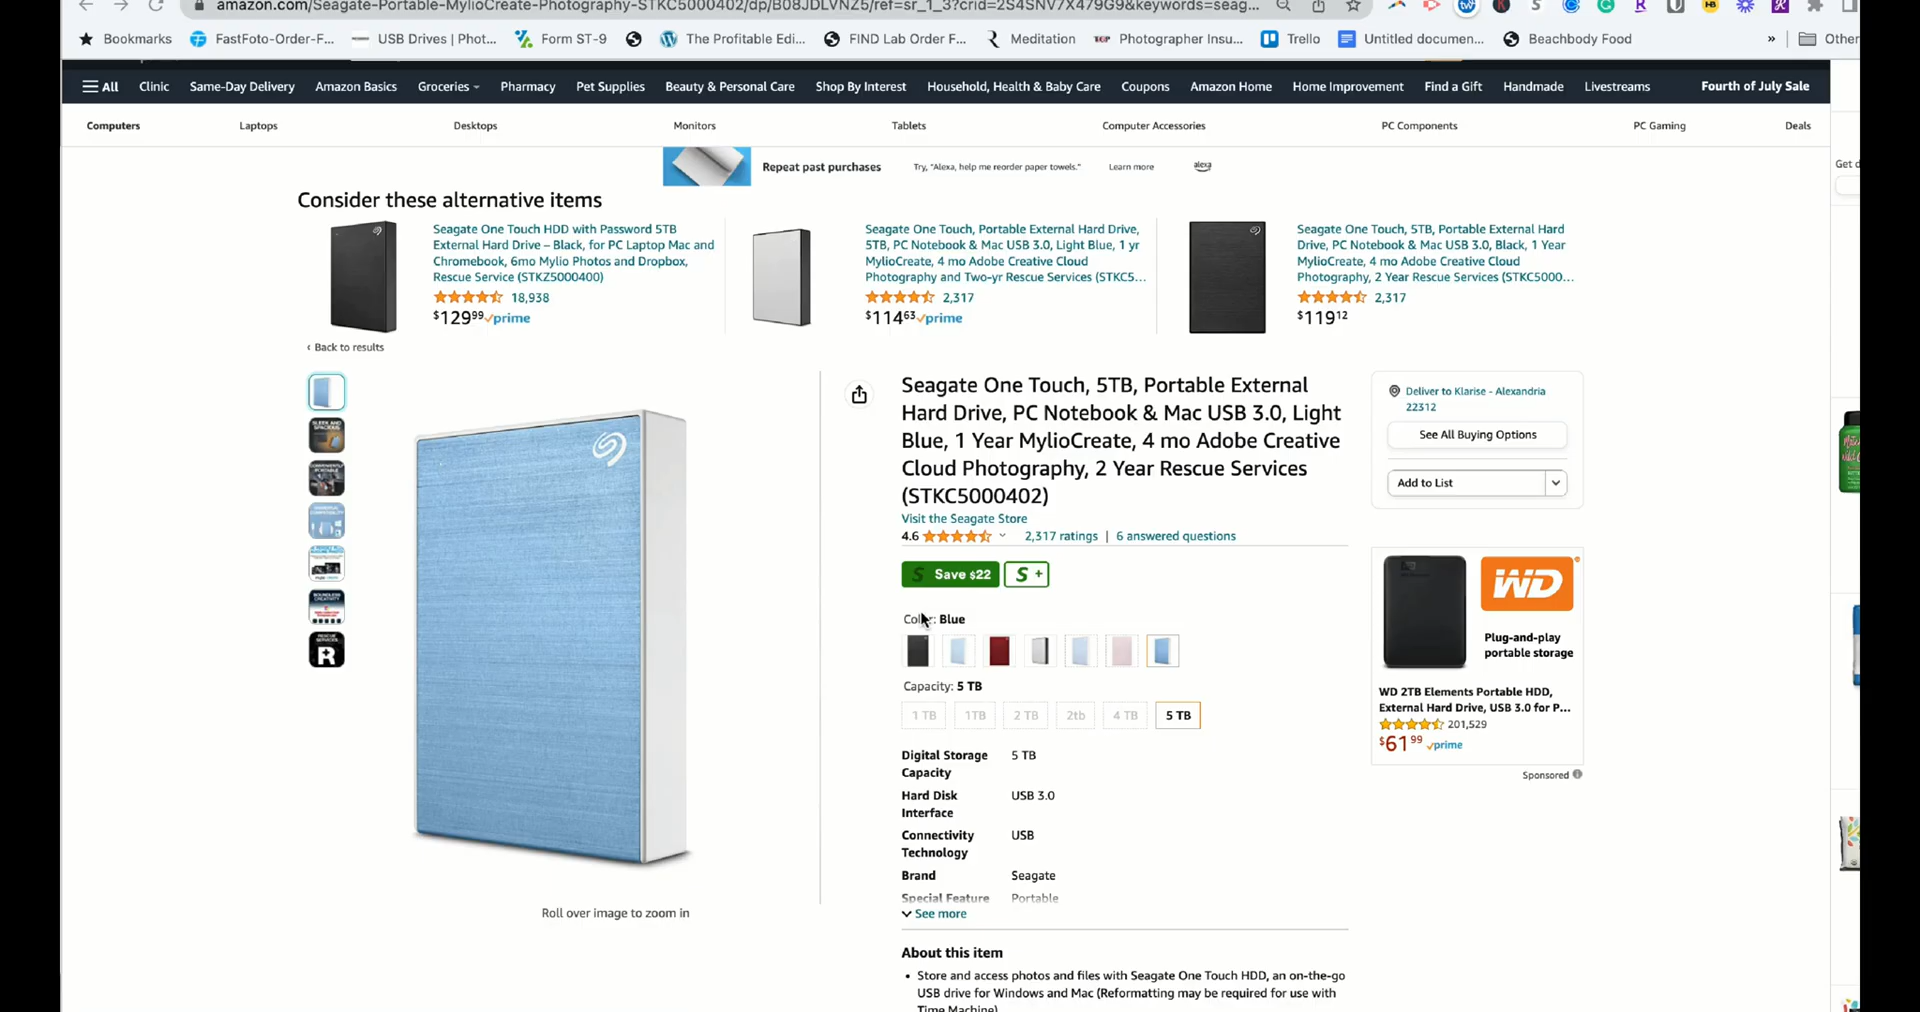 amazon.com/Seagate-Portable-MylioCreate-Photography-STKC5000402/dp/B08JDLVNZ5/ref=sr_1_3?crid=2S4SNV7X479G9&keywords=seag...
Bookmarks FastFoto-Order-F... USB Drives | Phot... Form ST-9 The Profitable Edi... FIND Lab Order F... Meditation TGP Photographer Insu... Trello Untitled documen... Beachbody Food » Other
All Clinic Same-Day Delivery Amazon Basics Groceries Pharmacy Pet Supplies Beauty & Personal Care Shop By Interest Household, Health & Baby Care Coupons Amazon Home Home Improvement Find a Gift Handmade Livestreams Fourth of July Sale
Computers Laptops Desktops Monitors Tablets Computer Accessories PC Components PC Gaming Deals
Repeat past purchases Try, "Alexa, help me reorder paper towels." Learn more alexa
Get d
Consider these alternative items
Seagate One Touch HDD with Password 5TB
External Hard Drive – Black, for PC Laptop Mac and
Chromebook, 6mo Mylio Photos and Dropbox,
Rescue Service (STKZ5000400)
18,938
$129 99 prime
Seagate One Touch, Portable External Hard Drive,
5TB, PC Notebook & Mac USB 3.0, Light Blue, 1 yr
MylioCreate, 4 mo Adobe Creative Cloud
Photography and Two-yr Rescue Services (STKC5...
2,317
$114 63 prime
Seagate One Touch, 5TB, Portable External Hard
Drive, PC Notebook & Mac USB 3.0, Black, 1 Year
MylioCreate, 4 mo Adobe Creative Cloud
Photography, 2 Year Rescue Services (STKC5000...
2,317
$119 12
‹ Back to results
Seagate One Touch, 5TB, Portable External
Hard Drive, PC Notebook & Mac USB 3.0, Light
Blue, 1 Year MylioCreate, 4 mo Adobe Creative
Cloud Photography, 2 Year Rescue Services
(STKC5000402)
Visit the Seagate Store
4.6 2,317 ratings | 6 answered questions
S Save $22 S +
Color: Blue
Capacity: 5 TB
1 TB 1TB 2 TB 2tb 4 TB 5 TB
Digital Storage 5 TB
Capacity
Hard Disk USB 3.0
Interface
Connectivity USB
Technology
Brand Seagate
Special Feature Portable
See more
About this item
• Store and access photos and files with Seagate One Touch HDD, an on-the-go
USB drive for Windows and Mac (Reformatting may be required for use with
Time Machine)
Roll over image to zoom in
Deliver to Klarise - Alexandria
22312
See All Buying Options
Add to List
WD
Plug-and-play
portable storage
WD 2TB Elements Portable HDD,
External Hard Drive, USB 3.0 for P...
201,529
$61 99 prime
Sponsored